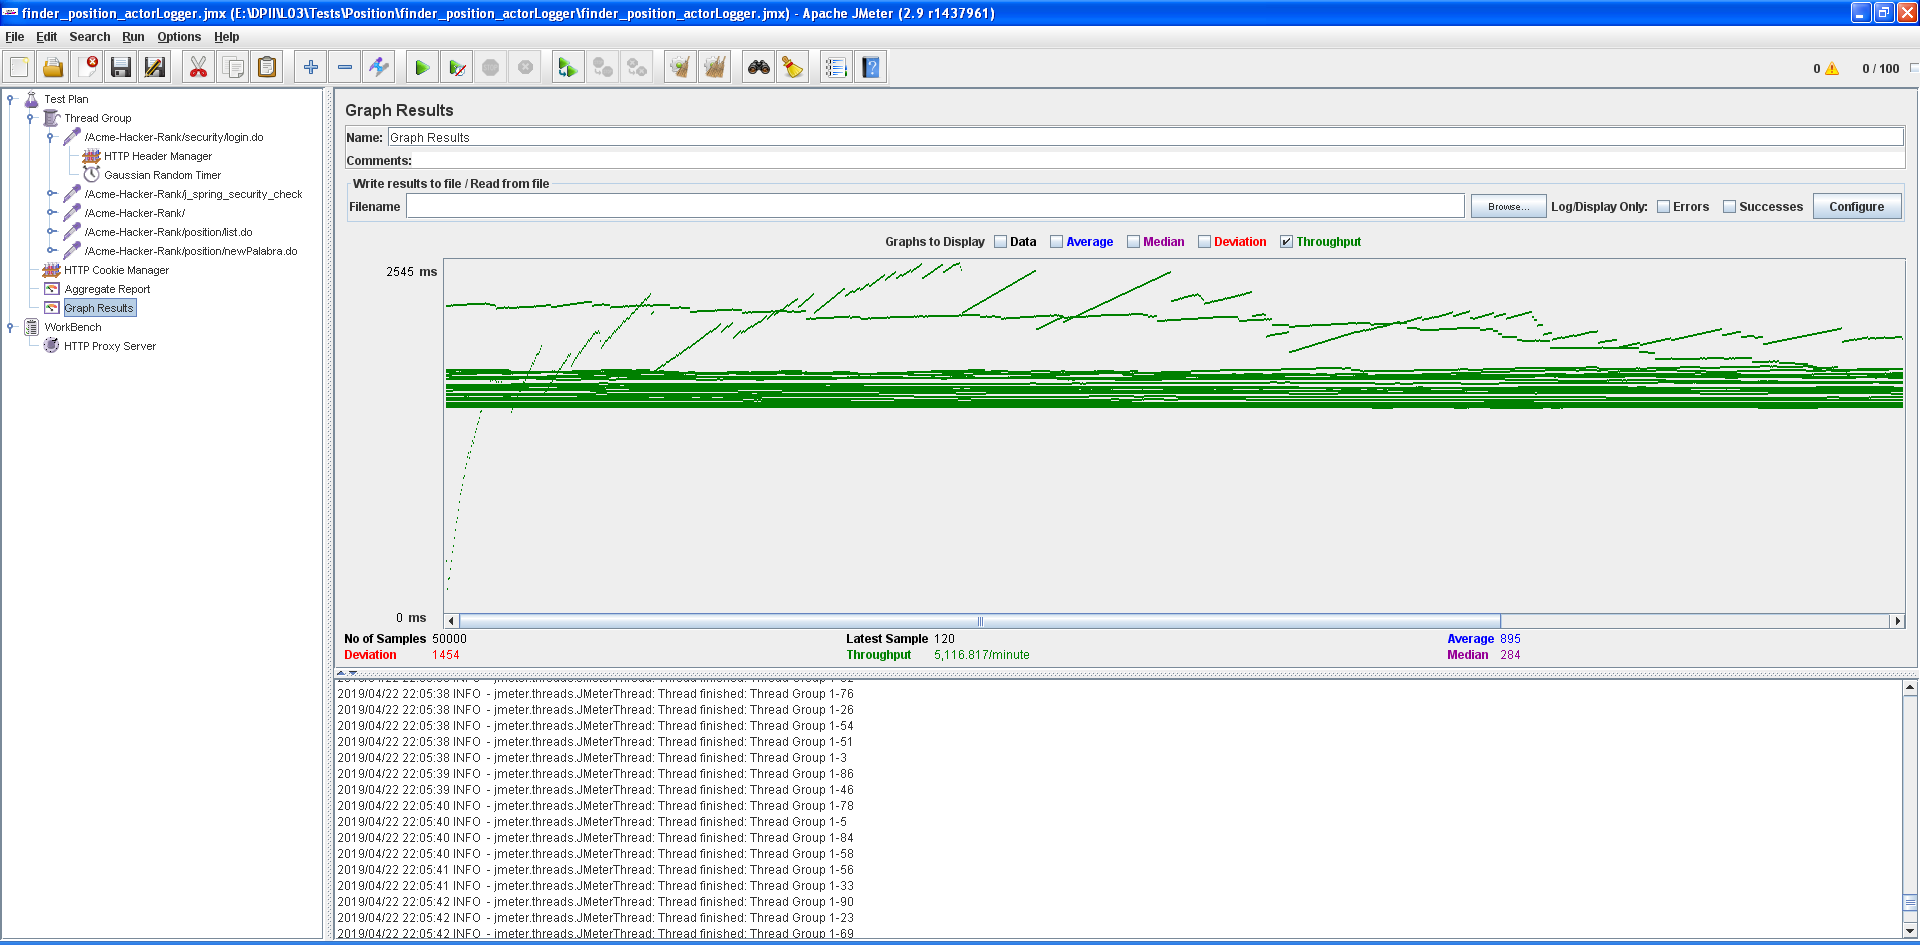 finder_position_actorLogger.jmx (E:\DPII\L03\Tests\Position\finder_position_actorLogger\finder_position_actorLogger.jmx) - Apache JMeter (2.9 r1437961)
File Edit Search Run Options Help
0 0 / 100
Test Plan
Thread Group
/Acme-Hacker-Rank/security/login.do
HTTP Header Manager
Gaussian Random Timer
/Acme-Hacker-Rank/j_spring_security_check
/Acme-Hacker-Rank/
/Acme-Hacker-Rank/position/list.do
/Acme-Hacker-Rank/position/newPalabra.do
HTTP Cookie Manager
Aggregate Report
Graph Results
WorkBench
HTTP Proxy Server
Graph Results
Name: Graph Results
Comments:
Write results to file / Read from file
Filename Browse... Log/Display Only: Errors Successes Configure
Graphs to Display Data Average Median Deviation Throughput
2545 ms
0 ms
No of Samples 50000 Latest Sample 120 Average 895
Deviation 1454 Throughput 5,116.817/minute Median 284
2019/04/22 22:05:38 INFO - jmeter.threads.JMeterThread: Thread finished: Thread Group 1-76
2019/04/22 22:05:38 INFO - jmeter.threads.JMeterThread: Thread finished: Thread Group 1-26
2019/04/22 22:05:38 INFO - jmeter.threads.JMeterThread: Thread finished: Thread Group 1-54
2019/04/22 22:05:38 INFO - jmeter.threads.JMeterThread: Thread finished: Thread Group 1-51
2019/04/22 22:05:38 INFO - jmeter.threads.JMeterThread: Thread finished: Thread Group 1-3
2019/04/22 22:05:39 INFO - jmeter.threads.JMeterThread: Thread finished: Thread Group 1-86
2019/04/22 22:05:39 INFO - jmeter.threads.JMeterThread: Thread finished: Thread Group 1-46
2019/04/22 22:05:40 INFO - jmeter.threads.JMeterThread: Thread finished: Thread Group 1-78
2019/04/22 22:05:40 INFO - jmeter.threads.JMeterThread: Thread finished: Thread Group 1-5
2019/04/22 22:05:40 INFO - jmeter.threads.JMeterThread: Thread finished: Thread Group 1-84
2019/04/22 22:05:40 INFO - jmeter.threads.JMeterThread: Thread finished: Thread Group 1-58
2019/04/22 22:05:41 INFO - jmeter.threads.JMeterThread: Thread finished: Thread Group 1-56
2019/04/22 22:05:41 INFO - jmeter.threads.JMeterThread: Thread finished: Thread Group 1-33
2019/04/22 22:05:42 INFO - jmeter.threads.JMeterThread: Thread finished: Thread Group 1-90
2019/04/22 22:05:42 INFO - jmeter.threads.JMeterThread: Thread finished: Thread Group 1-23
2019/04/22 22:05:42 INFO - jmeter.threads.JMeterThread: Thread finished: Thread Group 1-69